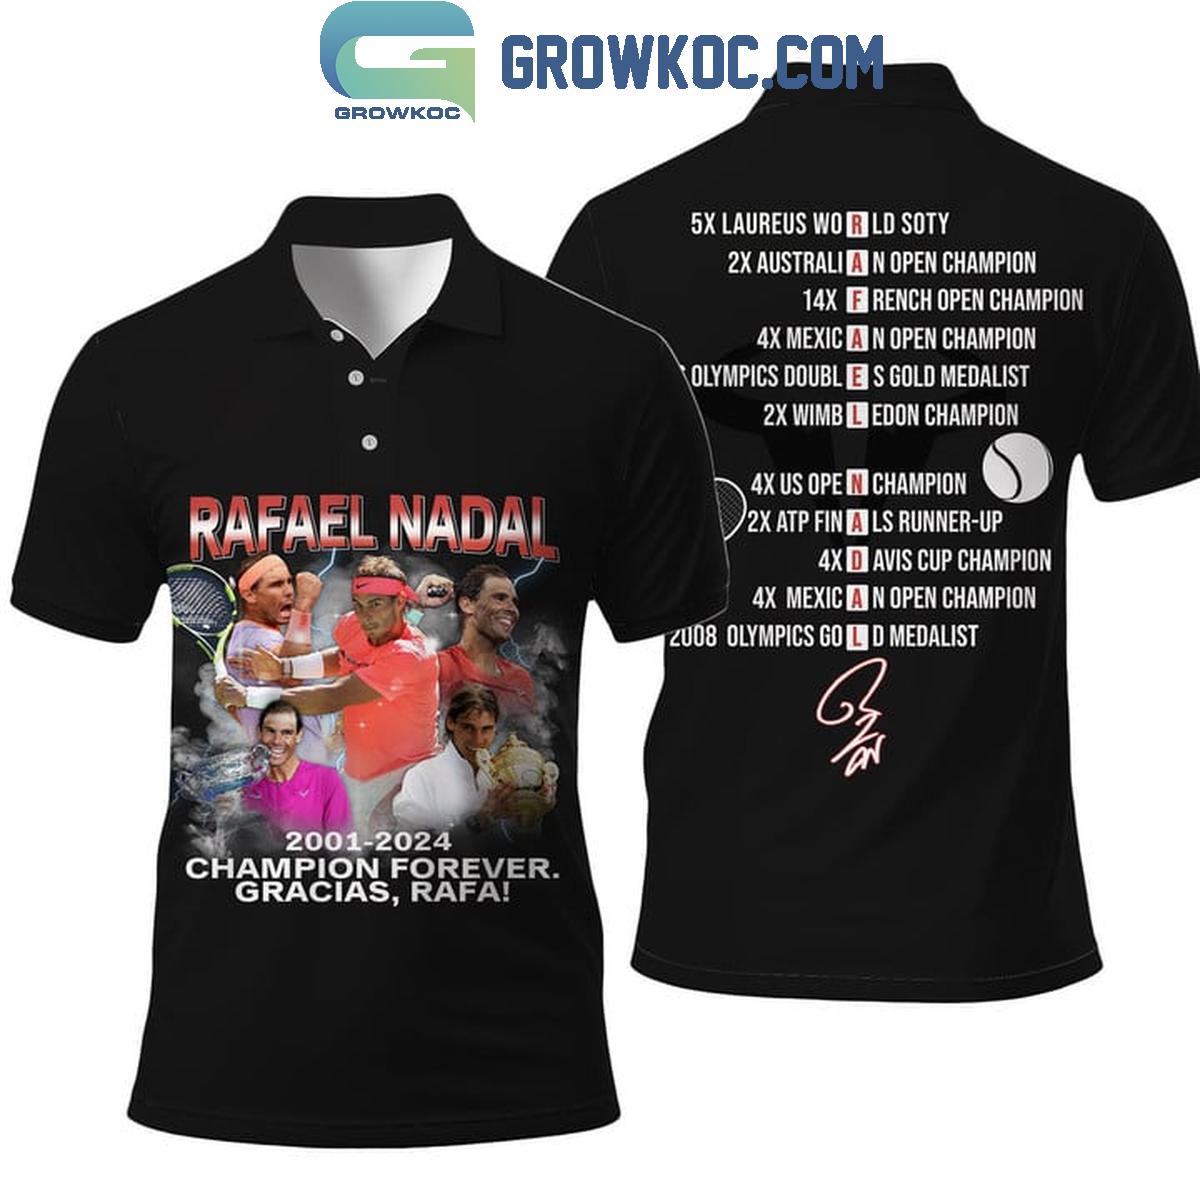 GROWKOC
GROWKOC.COM
RAFAEL NADAL
2001-2024
CHAMPION FOREVER.
GRACIAS, RAFA!
5X LAUREUS WORLD SOTY
2X AUSTRALIAN OPEN CHAMPION
14X FRENCH OPEN CHAMPION
4X MEXICAN OPEN CHAMPION
OLYMPICS DOUBLES GOLD MEDALIST
2X WIMBLEDON CHAMPION
4X US OPEN CHAMPION
2X ATP FINALS RUNNER-UP
4X DAVIS CUP CHAMPION
4X MEXICAN OPEN CHAMPION
2008 OLYMPICS GOLD MEDALIST